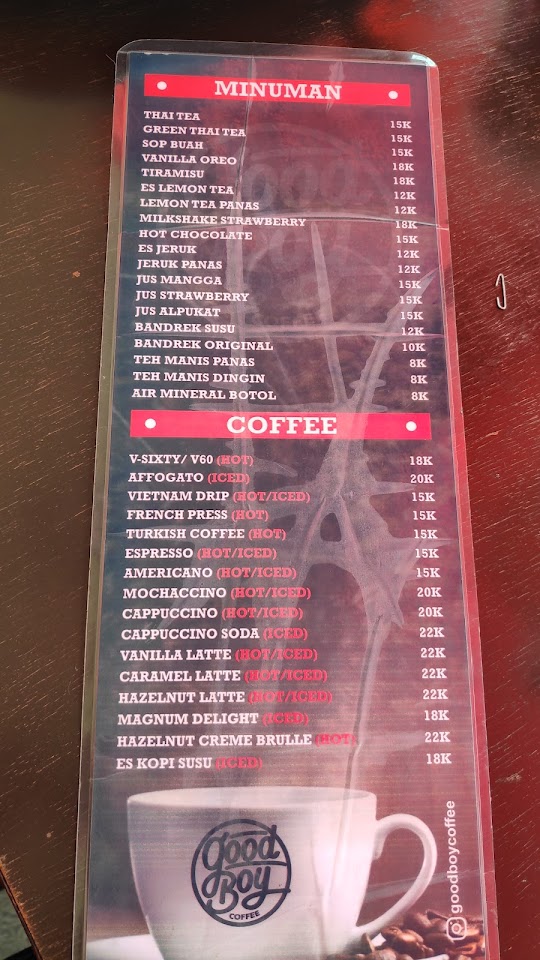 MINUMAN
THAI TEA 15K
GREEN THAI TEA 15K
SOP BUAH 15K
VANILLA OREO 18K
TIRAMISU 18K
ES LEMON TEA 12K
LEMON TEA PANAS 12K
MILKSHAKE STRAWBERRY 18K
HOT CHOCOLATE 15K
ES JERUK 12K
JERUK PANAS 12K
JUS MANGGA 15K
JUS STRAWBERRY 15K
JUS ALPUKAT 15K
BANDREK SUSU 12K
BANDREK ORIGINAL 10K
TEH MANIS PANAS 8K
TEH MANIS DINGIN 8K
AIR MINERAL BOTOL 8K
COFFEE
V-SIXTY/ V60 (HOT) 18K
AFFOGATO (ICED) 20K
VIETNAM DRIP (HOT/ICED) 15K
FRENCH PRESS (HOT) 15K
TURKISH COFFEE (HOT) 15K
ESPRESSO (HOT/ICED) 15K
AMERICANO (HOT/ICED) 15K
MOCHACCINO (HOT/ICED) 20K
CAPPUCCINO (HOT/ICED) 20K
CAPPUCCINO SODA (ICED) 22K
VANILLA LATTE (HOT/ICED) 22K
CARAMEL LATTE (HOT/ICED) 22K
HAZELNUT LATTE (HOT/ICED) 22K
MAGNUM DELIGHT (ICED) 18K
HAZELNUT CREME BRULLE (HOT) 22K
ES KOPI SUSU (ICED) 18K
good
Boy
COFFEE
goodboycoffee